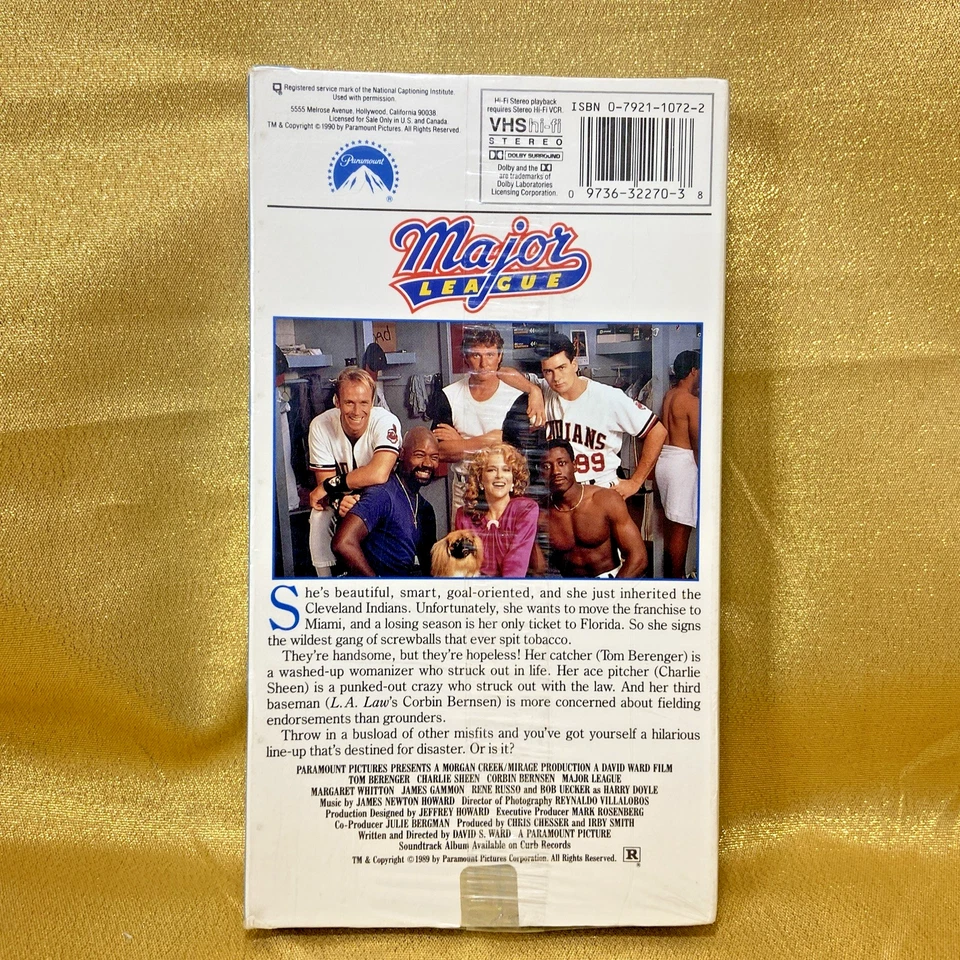 Registered service mark of the National Captioning Institute.
Used with permission.
5555 Melrose Avenue, Hollywood, California 90038
Licensed for Sale Only in U.S. and Canada
TM & Copyright © 1990 by Paramount Pictures. All Rights Reserved.
Paramount
®
Hi-Fi Stereo playback
requires Stereo Hi-Fi VCR.
VHS hi-fi
STEREO
DOLBY SURROUND
Dolby and the
are trademarks of
Dolby Laboratories
Licensing Corporation.
ISBN 0-7921-1072-2
0 9736-32270-3 8
Major
LEAGUE
INDIANS
99
She's beautiful, smart, goal-oriented, and she just inherited the
Cleveland Indians. Unfortunately, she wants to move the franchise to
Miami, and a losing season is her only ticket to Florida. So she signs
the wildest gang of screwballs that ever spit tobacco.
They're handsome, but they're hopeless! Her catcher (Tom Berenger) is
a washed-up womanizer who struck out in life. Her ace pitcher (Charlie
Sheen) is a punked-out crazy who struck out with the law. And her third
baseman (L.A. Law's Corbin Bernsen) is more concerned about fielding
endorsements than grounders.
Throw in a busload of other misfits and you've got yourself a hilarious
line-up that's destined for disaster. Or is it?
PARAMOUNT PICTURES PRESENTS A MORGAN CREEK/MIRAGE PRODUCTION A DAVID WARD FILM
TOM BERENGER CHARLIE SHEEN CORBIN BERNSEN MAJOR LEAGUE
MARGARET WHITTON JAMES GAMMON RENE RUSSO and BOB UECKER as HARRY DOYLE
Music by JAMES NEWTON HOWARD Director of Photography REYNALDO VILLALOBOS
Production Designed by JEFFREY HOWARD Executive Producer MARK ROSENBERG
Co-Producer JULIE BERGMAN Produced by CHRIS CHESSER and IRBY SMITH
Written and Directed by DAVID S. WARD A PARAMOUNT PICTURE
Soundtrack Album Available on Curb Records
TM & Copyright © 1989 by Paramount Pictures Corporation. All Rights Reserved. R